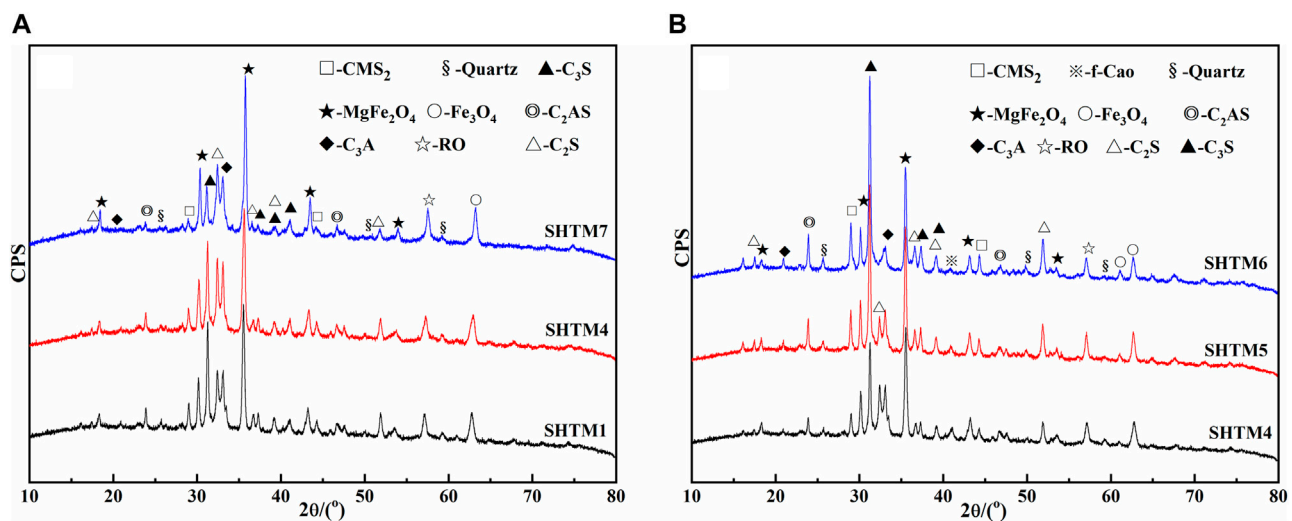 A
□-CMS₂ §-Quartz ▲-C₃S
★-MgFe₂O₄ ○-Fe₃O₄ ◎-C₂AS
◆-C₃A ☆-RO △-C₂S
SHTM7
SHTM4
SHTM1
CPS
10 20 30 40 50 60 70 80
2θ/(°)
B
□-CMS₂ ※-f-Cao §-Quartz
★-MgFe₂O₄ ○-Fe₃O₄ ◎-C₂AS
◆-C₃A ☆-RO △-C₂S ▲-C₃S
SHTM6
SHTM5
SHTM4
CPS
10 20 30 40 50 60 70 80
2θ/(°)